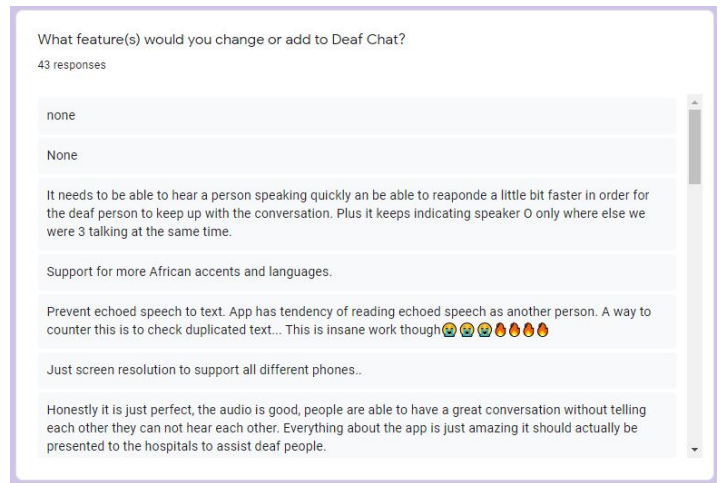 What feature(s) would you change or add to Deaf Chat?
43 responses
none
None
It needs to be able to hear a person speaking quickly an be able to reaponde a little bit faster in order for
the deaf person to keep up with the conversation. Plus it keeps indicating speaker O only where else we
were 3 talking at the same time.
Support for more African accents and languages.
Prevent echoed speech to text. App has tendency of reading echoed speech as another person. A way to
counter this is to check duplicated text... This is insane work though😭😭😭🔥🔥🔥🔥
Just screen resolution to support all different phones..
Honestly it is just perfect, the audio is good, people are able to have a great conversation without telling
each other they can not hear each other. Everything about the app is just amazing it should actually be
presented to the hospitals to assist deaf people.